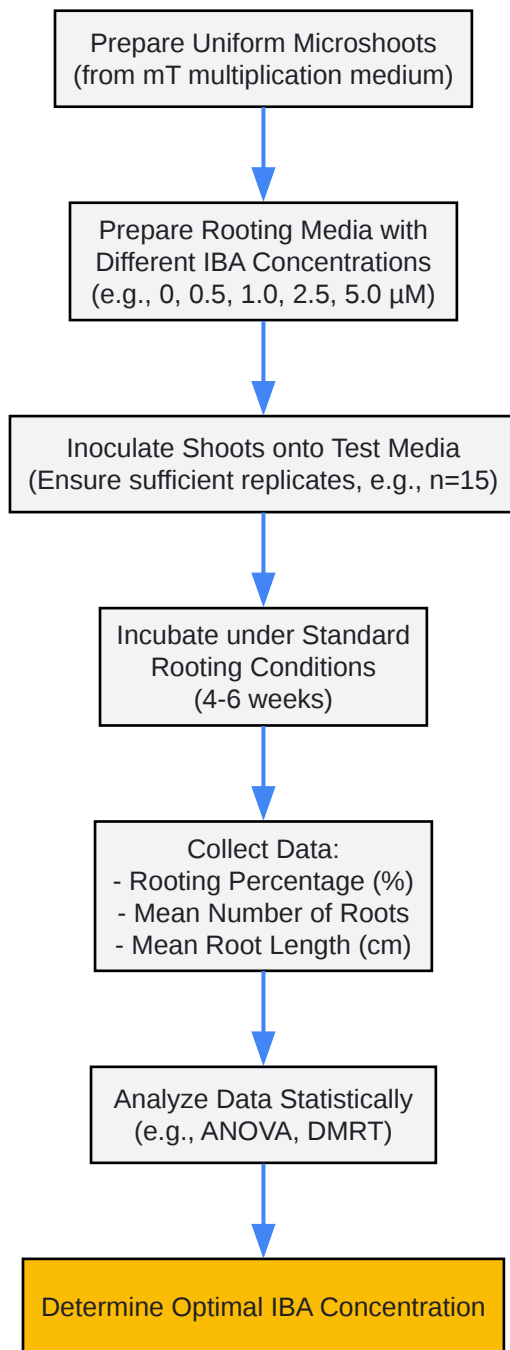 Prepare Uniform Microshoots
(from mT multiplication medium)
Prepare Rooting Media with
Different IBA Concentrations
(e.g., 0, 0.5, 1.0, 2.5, 5.0 µM)
Inoculate Shoots onto Test Media
(Ensure sufficient replicates, e.g., n=15)
Incubate under Standard
Rooting Conditions
(4-6 weeks)
Collect Data:
- Rooting Percentage (%)
- Mean Number of Roots
- Mean Root Length (cm)
Analyze Data Statistically
(e.g., ANOVA, DMRT)
Determine Optimal IBA Concentration